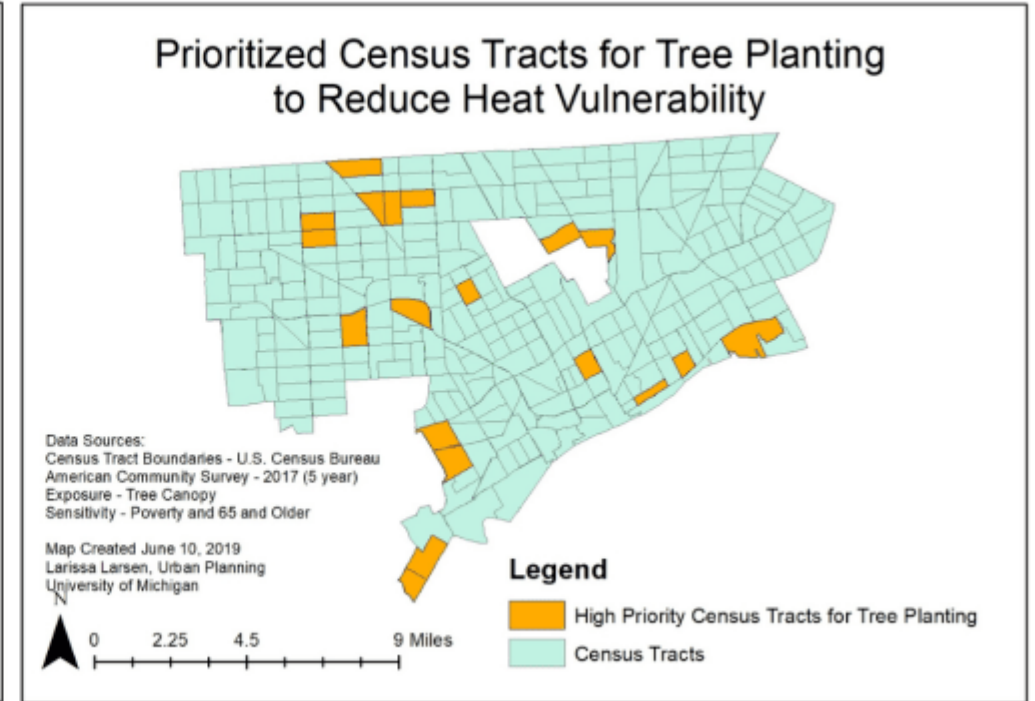 Prioritized Census Tracts for Tree Planting
to Reduce Heat Vulnerability
Data Sources:
Census Tract Boundaries - U.S. Census Bureau
American Community Survey - 2017 (5 year)
Exposure - Tree Canopy
Sensitivity - Poverty and 65 and Older
Map Created June 10, 2019
Larissa Larsen, Urban Planning
University of Michigan
N
0 2.25 4.5 9 Miles
Legend
High Priority Census Tracts for Tree Planting
Census Tracts